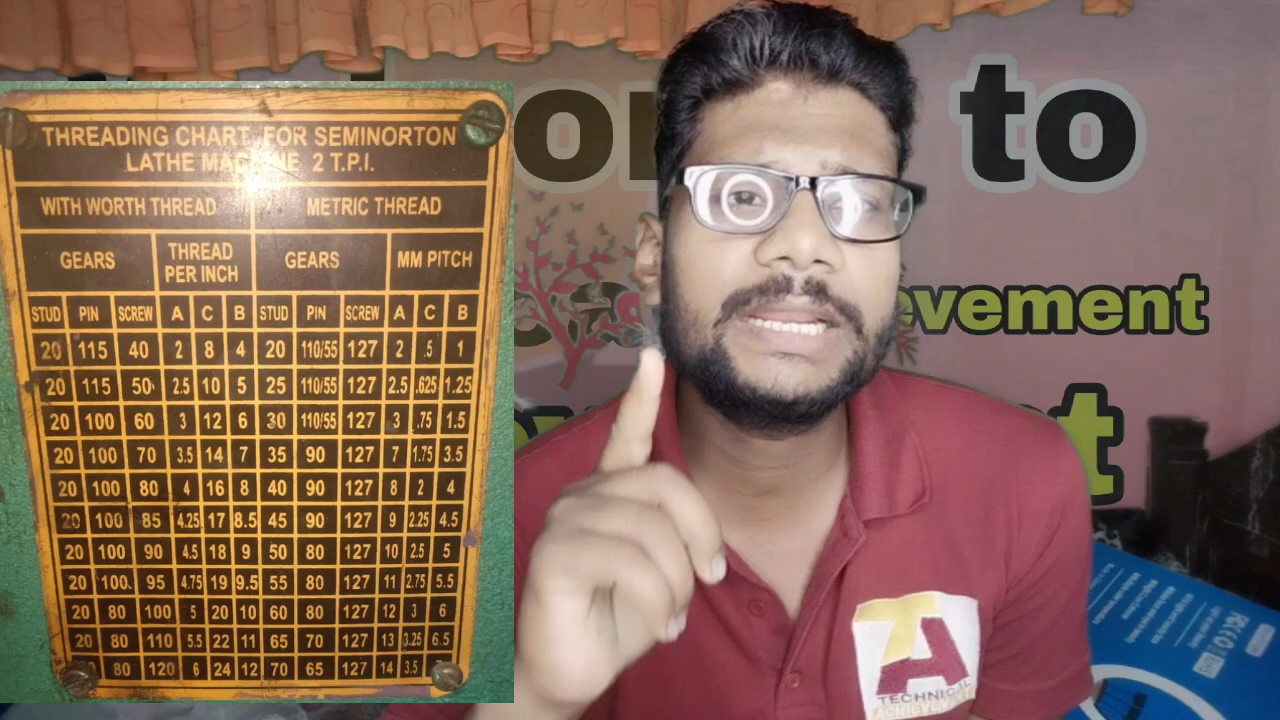 THREADING CHART FOR SEMINORTON
LATHE MACHINE 2 T.P.I.
WITH WORTH THREAD METRIC THREAD
GEARS THREAD PER INCH GEARS MM PITCH
STUD PIN SCREW A C B STUD PIN SCREW A C B
20 115 40 2 8 4 20 110/55 127 2 .5 1
20 115 50 2.5 10 5 25 110/55 127 2.5 .625 1.25
20 100 60 3 12 6 30 110/55 127 3 .75 1.5
20 100 70 3.5 14 7 35 90 127 7 1.75 3.5
20 100 80 4 16 8 40 90 127 8 2 4
20 100 85 4.25 17 8.5 45 90 127 9 2.25 4.5
20 100 90 4.5 18 9 50 80 127 10 2.5 5
20 100 95 4.75 19 9.5 55 80 127 11 2.75 5.5
20 80 100 5 20 10 60 80 127 12 3 6
20 80 110 5.5 22 11 65 70 127 13 3.25 6.5
80 120 6 24 12 70 65 127 14 3.5
to
TA
TECHNICAL